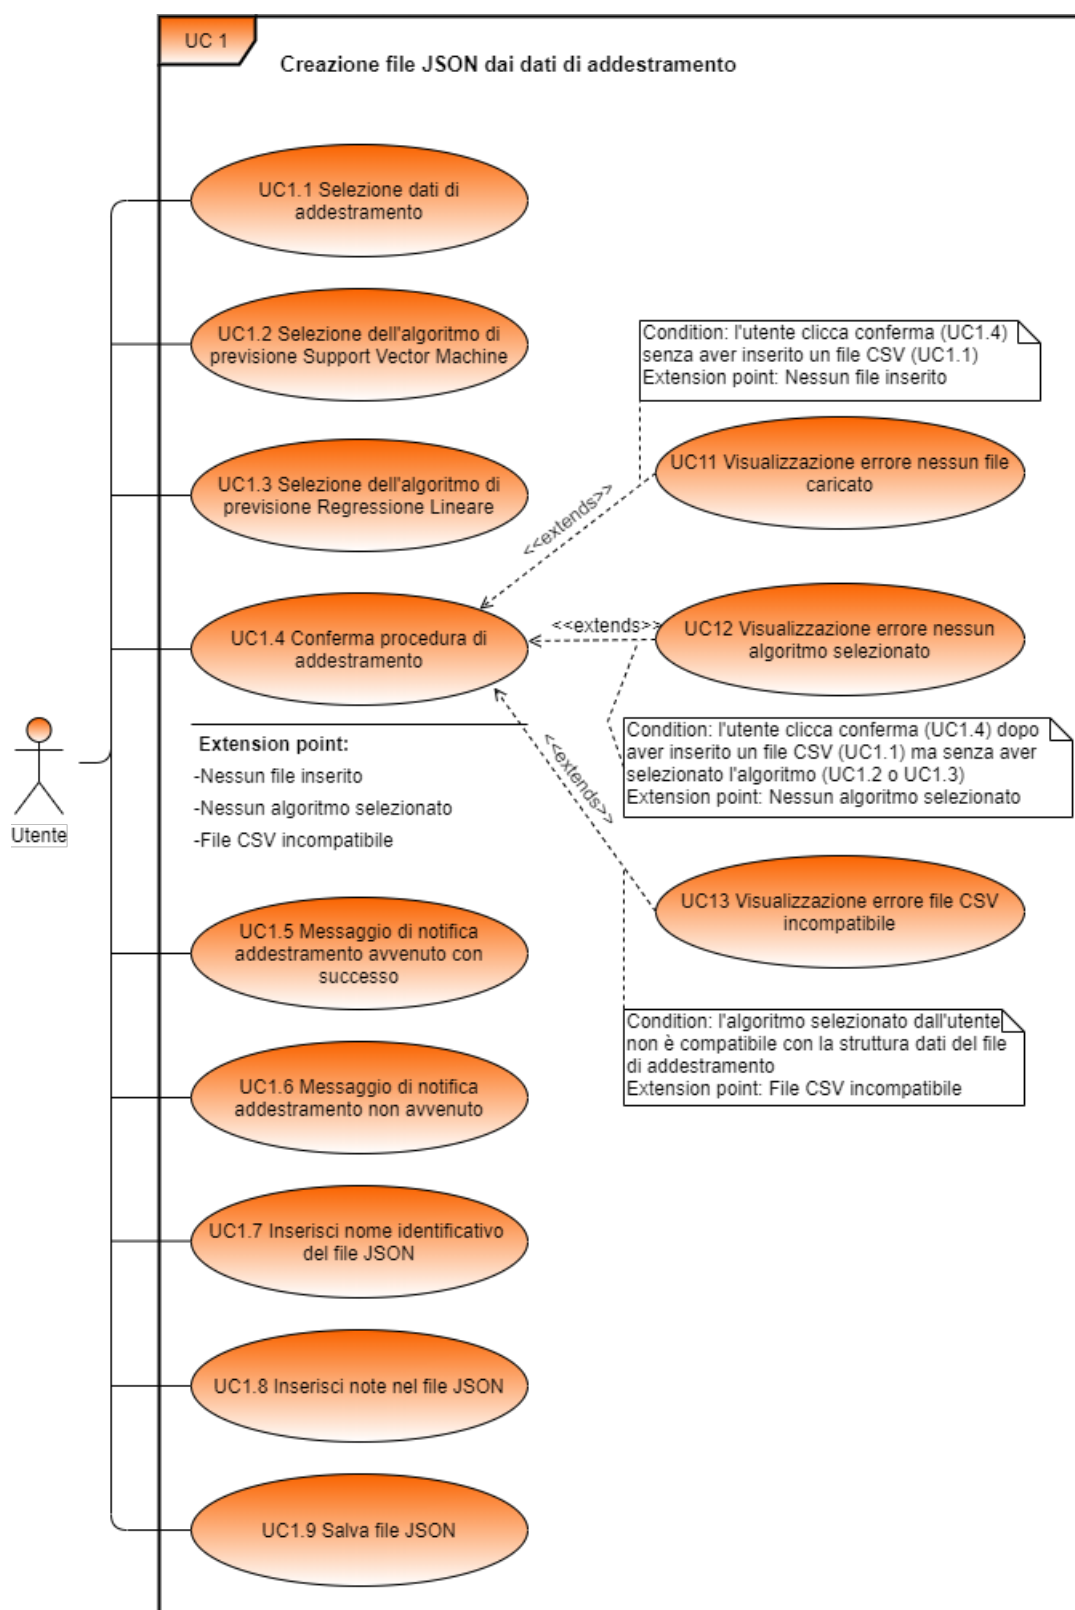 UC 1
Creazione file JSON dai dati di addestramento
UC1.1 Selezione dati di
addestramento
UC1.2 Selezione dell'algoritmo di
previsione Support Vector Machine
Condition: l'utente clicca conferma (UC1.4)
senza aver inserito un file CSV (UC1.1)
Extension point: Nessun file inserito
UC1.3 Selezione dell'algoritmo di
previsione Regressione Lineare
UC11 Visualizzazione errore nessun file
caricato
<<extends>>
UC1.4 Conferma procedura di
addestramento
<<extends>>
UC12 Visualizzazione errore nessun
algoritmo selezionato
Extension point:
-Nessun file inserito
-Nessun algoritmo selezionato
-File CSV incompatibile
<<extends>>
Condition: l'utente clicca conferma (UC1.4) dopo
aver inserito un file CSV (UC1.1) ma senza aver
selezionato l'algoritmo (UC1.2 o UC1.3)
Extension point: Nessun algoritmo selezionato
Utente
UC13 Visualizzazione errore file CSV
incompatibile
UC1.5 Messaggio di notifica
addestramento avvenuto con
successo
Condition: l'algoritmo selezionato dall'utente
non è compatibile con la struttura dati del file
di addestramento
Extension point: File CSV incompatibile
UC1.6 Messaggio di notifica
addestramento non avvenuto
UC1.7 Inserisci nome identificativo
del file JSON
UC1.8 Inserisci note nel file JSON
UC1.9 Salva file JSON